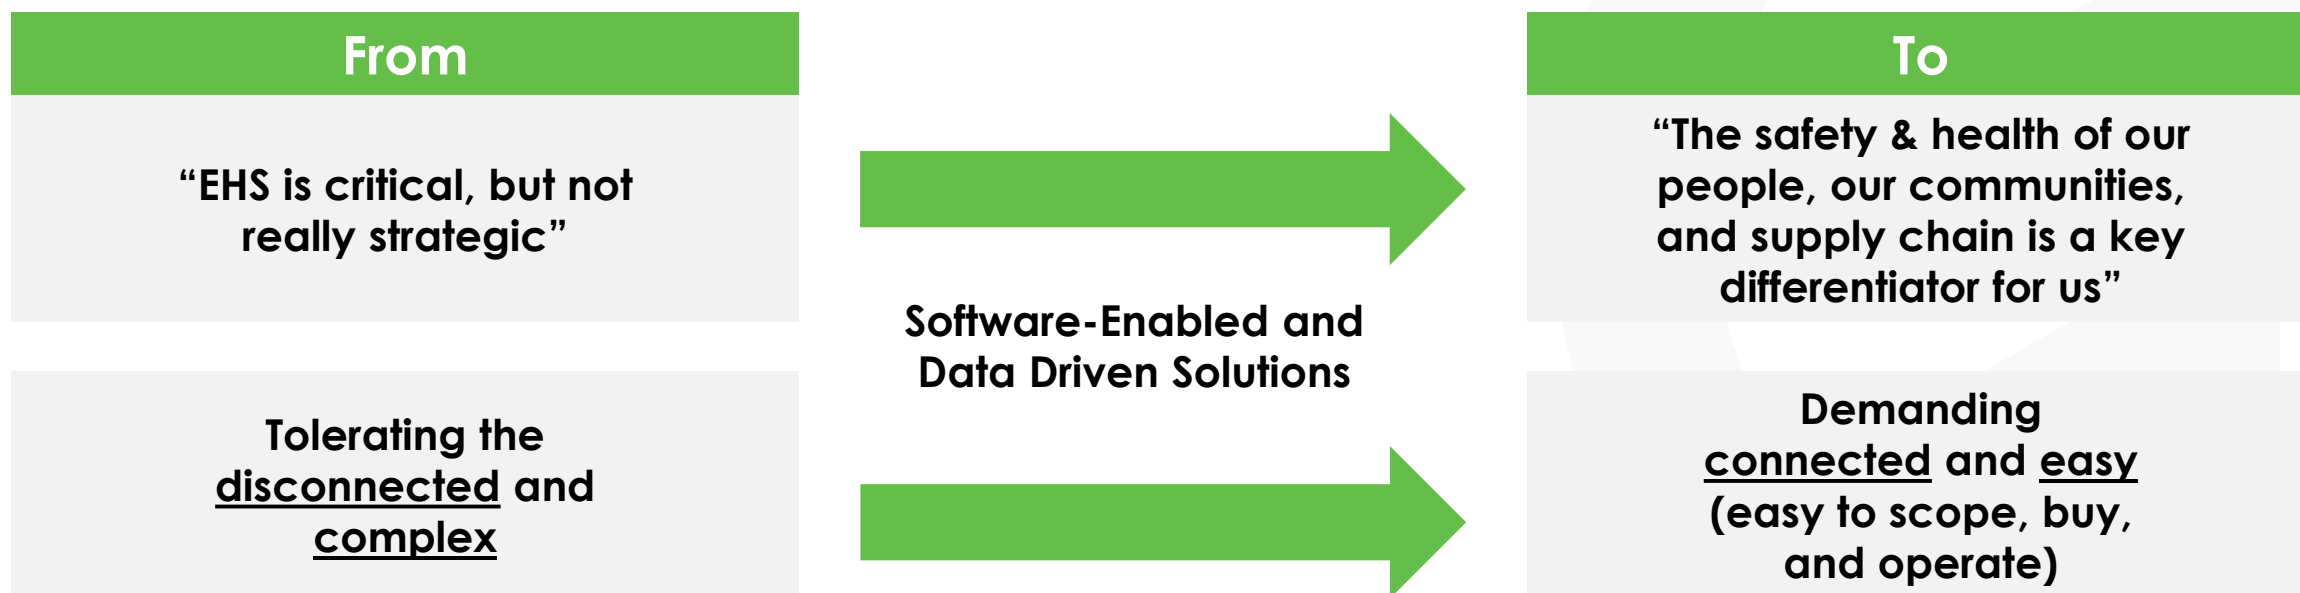 From
“EHS is critical, but not
really strategic”
Tolerating the
disconnected and
complex
Software-Enabled and
Data Driven Solutions
To
“The safety & health of our
people, our communities,
and supply chain is a key
differentiator for us”
Demanding
connected and easy
(easy to scope, buy,
and operate)